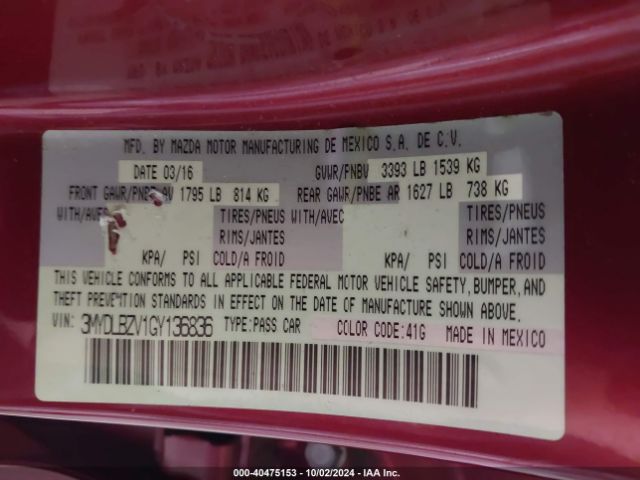 MFD. BY MAZDA MOTOR MANUFACTURING DE MEXICO S.A. DE C.V.
DATE 03/16 GVWR/PNBV 3393 LB 1539 KG
FRONT GAWR/PNBE AV 1795 LB 814 KG REAR GAWR/PNBE AR 1627 LB 738 KG
WITH/AVEC TIRES/PNEUS WITH/AVEC TIRES/PNEUS
RIMS/JANTES RIMS/JANTES
KPA/ PSI COLD/A FROID KPA/ PSI COLD/A FROID
THIS VEHICLE CONFORMS TO ALL APPLICABLE FEDERAL MOTOR VEHICLE SAFETY, BUMPER, AND
THEFT PREVENTION STANDARDS IN EFFECT ON THE DATE OF MANUFACTURE SHOWN ABOVE.
VIN: 3MYDLBZV1GY136836 TYPE:PASS CAR COLOR CODE:41G MADE IN MEXICO
000-40475153 - 10/02/2024 - IAA Inc.